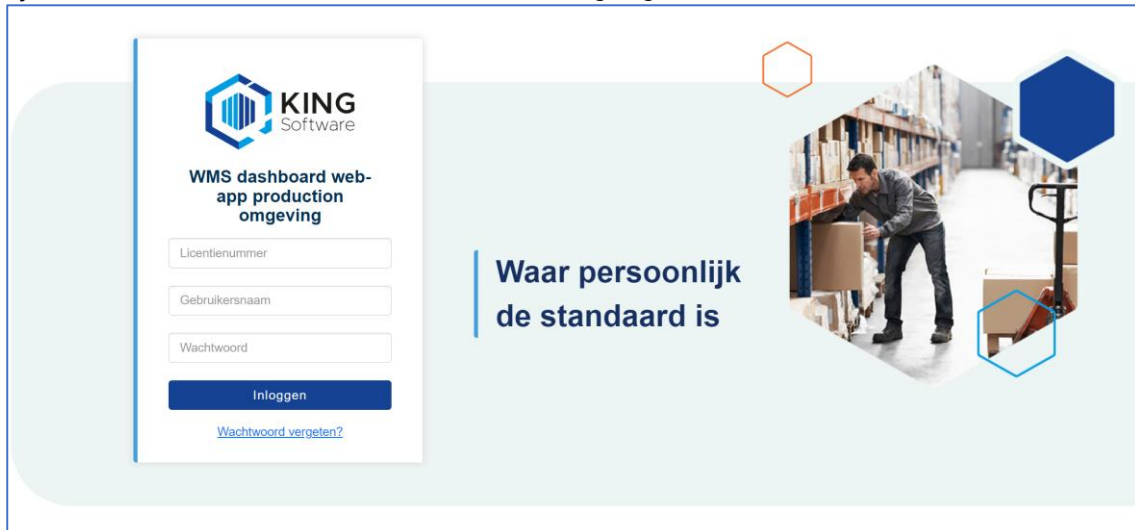 KING
Software
WMS dashboard web-
app production
omgeving
Licentienummer
Gebruikersnaam
Wachtwoord
Inloggen
Wachtwoord vergeten?
Waar persoonlijk
de standaard is